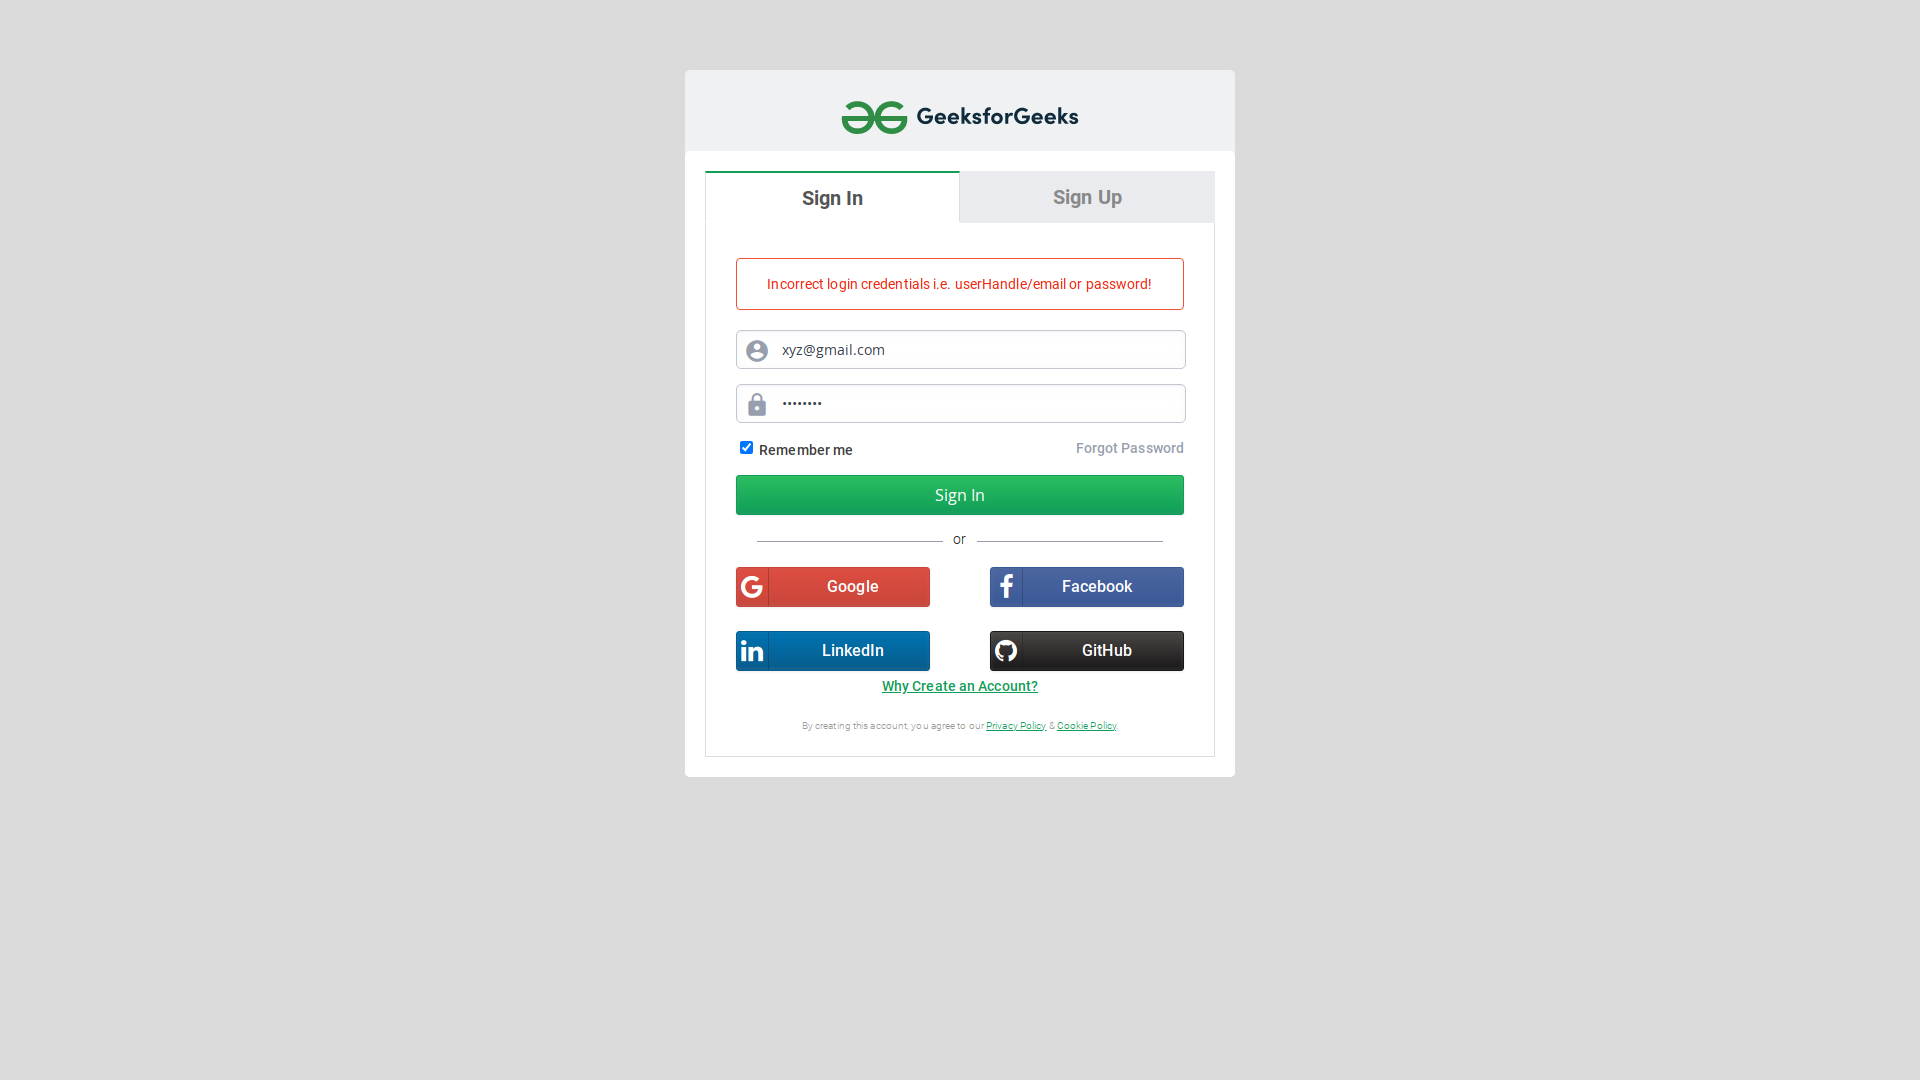 GeeksforGeeks
Sign In
Sign Up
Incorrect login credentials i.e. userHandle/email or password!
xyz@gmail.com
••••••••
Remember me
Forgot Password
Sign In
or
Google
Facebook
LinkedIn
GitHub
Why Create an Account?
By creating this account, you agree to our Privacy Policy & Cookie Policy.